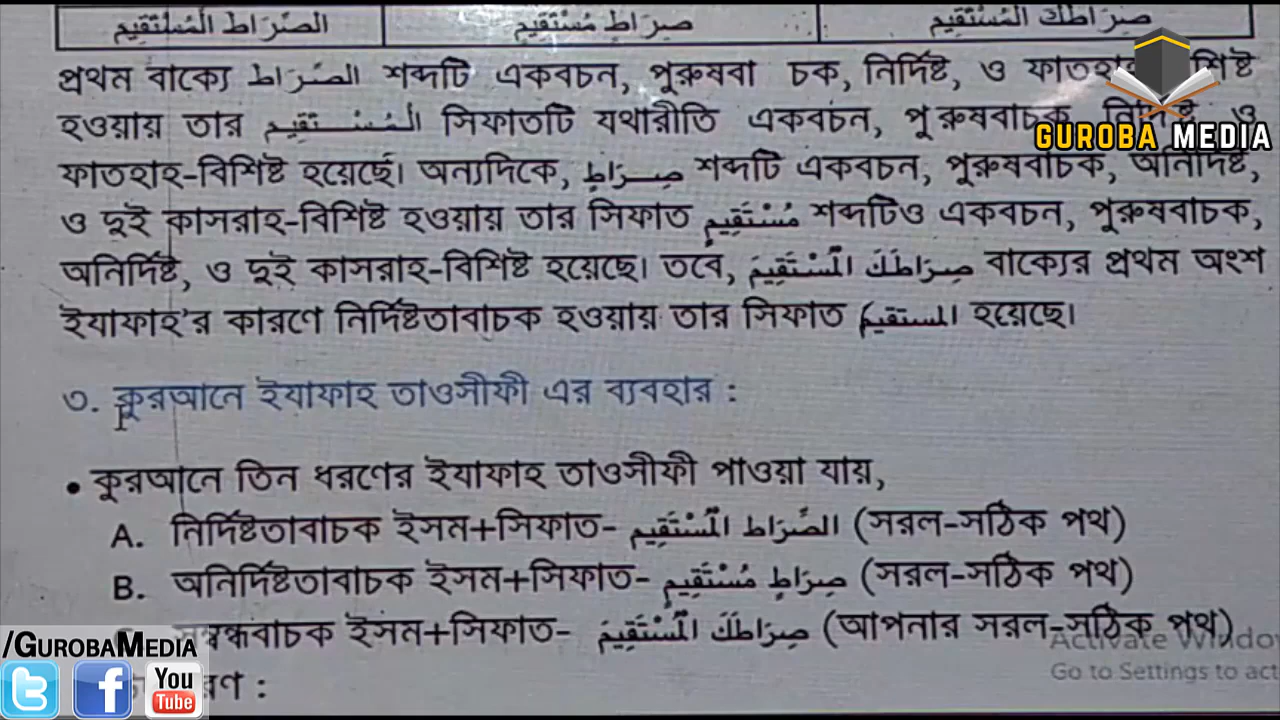 الصِّرَاطَ الْمُسْتَقِيمَ صِرَاطٍ مُسْتَقِيمٍ صِرَاطَكَ الْمُسْتَقِيمَ
প্রথম বাক্যে الصِّرَاطَ শব্দটি একবচন, পুরুষবা চক, নির্দিষ্ট, ও ফাতহাহ শিষ্ট
হওয়ায় তার الْمُسْتَقِيمَ সিফাতটি যথারীতি একবচন, পুরুষবাচক, নির্দিষ্ট ও
ফাতহাহ-বিশিষ্ট হয়েছে। অন্যদিকে, صِرَاطٍ শব্দটি একবচন, পুরুষবাচক, অনির্দিষ্ট,
ও দুই কাসরাহ-বিশিষ্ট হওয়ায় তার সিফাত مُسْتَقِيمٍ শব্দটিও একবচন, পুরুষবাচক,
অনির্দিষ্ট, ও দুই কাসরাহ-বিশিষ্ট হয়েছে। তবে, صِرَاطَكَ الْمُسْتَقِيمَ বাক্যের প্রথম অংশ
ইযাফাহ'র কারণে নির্দিষ্টতাবাচক হওয়ায় তার সিফাত المستقيم হয়েছে।
৩. কুরআনে ইযাফাহ তাওসীফী এর ব্যবহার :
• কুরআনে তিন ধরণের ইযাফাহ তাওসীফী পাওয়া যায়,
A. নির্দিষ্টতাবাচক ইসম+সিফাত- الصِّرَاطَ الْمُسْتَقِيمَ (সরল-সঠিক পথ)
B. অনির্দিষ্টতাবাচক ইসম+সিফাত- صِرَاطٍ مُسْتَقِيمٍ (সরল-সঠিক পথ)
সম্বন্ধবাচক ইসম+সিফাত- صِرَاطَكَ الْمُسْتَقِيمَ (আপনার সরল-সঠিক পথ)
রণ :
GUROBA MEDIA
/GUROBAMEDIA
You Tube
Activate Windo
Go to Settings to act